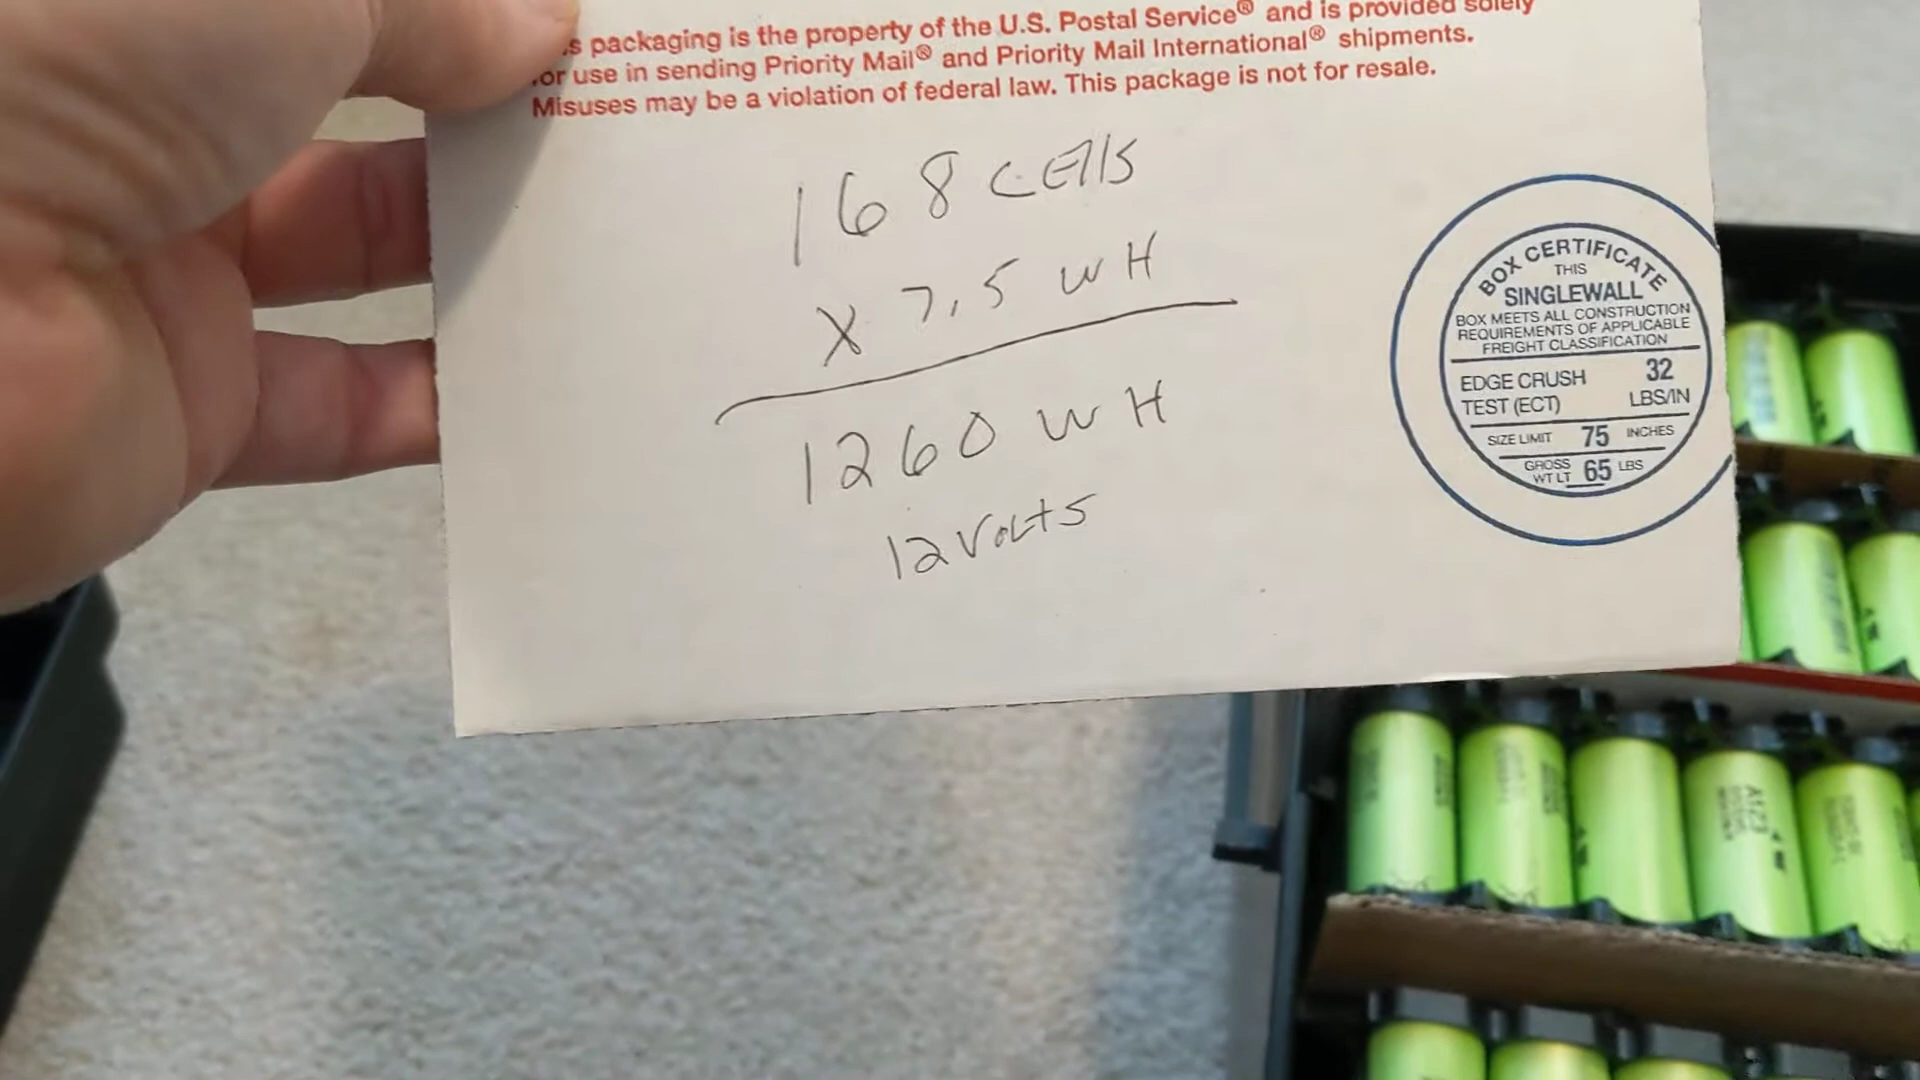 s packaging is the property of the U.S. Postal Service® and is provided solely
or use in sending Priority Mail® and Priority Mail International® shipments.
Misuses may be a violation of federal law. This package is not for resale.
168 CEllS
X 7.5 WH
1260 WH
12 VOLTS
BOX CERTIFICATE
THIS
SINGLEWALL
BOX MEETS ALL CONSTRUCTION
REQUIREMENTS OF APPLICABLE
FREIGHT CLASSIFICATION
EDGE CRUSH TEST (ECT) 32 LBS/IN
SIZE LIMIT 75 INCHES
GROSS WT LT 65 LBS
A123